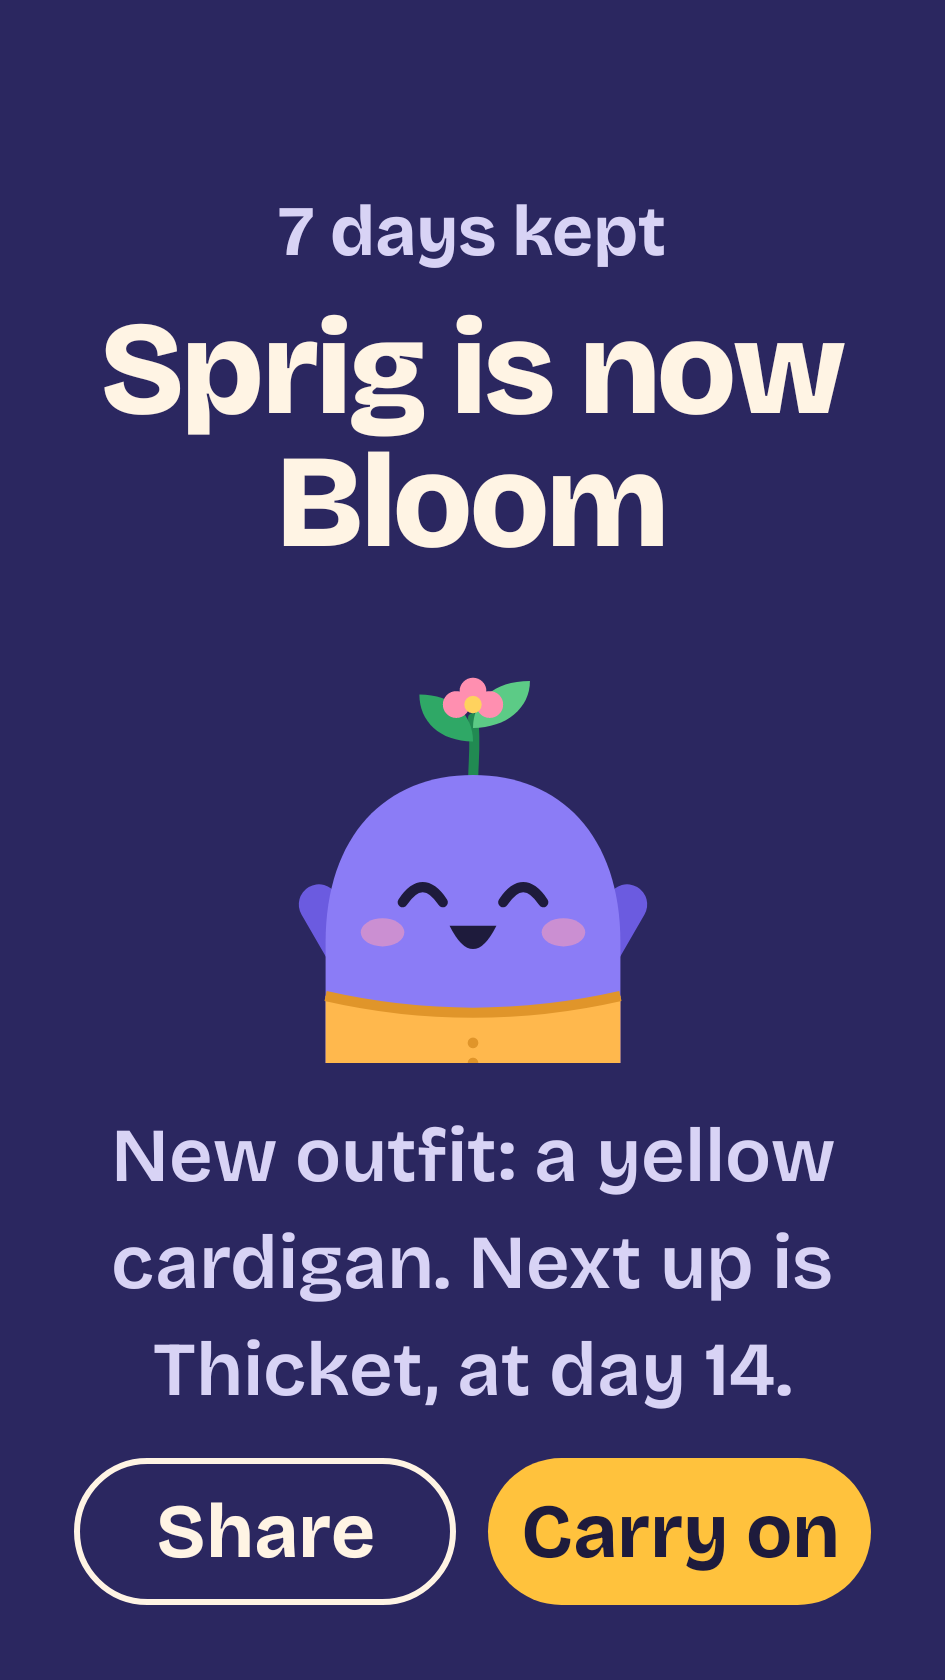 7 days kept
Sprig is now
Bloom
New outfit: a yellow
cardigan. Next up is
Thicket, at day 14.
Share
Carry on